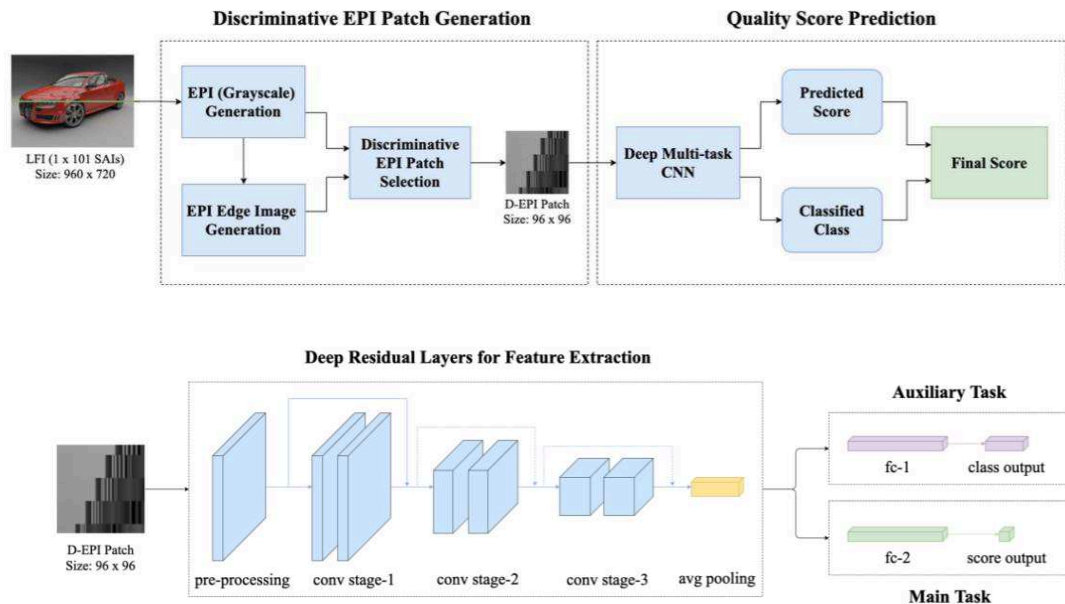 Discriminative EPI Patch Generation
Quality Score Prediction
LFI (1 x 101 SAIs)
Size: 960 x 720
EPI (Grayscale)
Generation
EPI Edge Image
Generation
Discriminative
EPI Patch
Selection
D-EPI Patch
Size: 96 x 96
Deep Multi-task
CNN
Predicted
Score
Classified
Class
Final Score
Deep Residual Layers for Feature Extraction
D-EPI Patch
Size: 96 x 96
pre-processing
conv stage-1
conv stage-2
conv stage-3
avg pooling
Auxiliary Task
fc-1
class output
fc-2
score output
Main Task